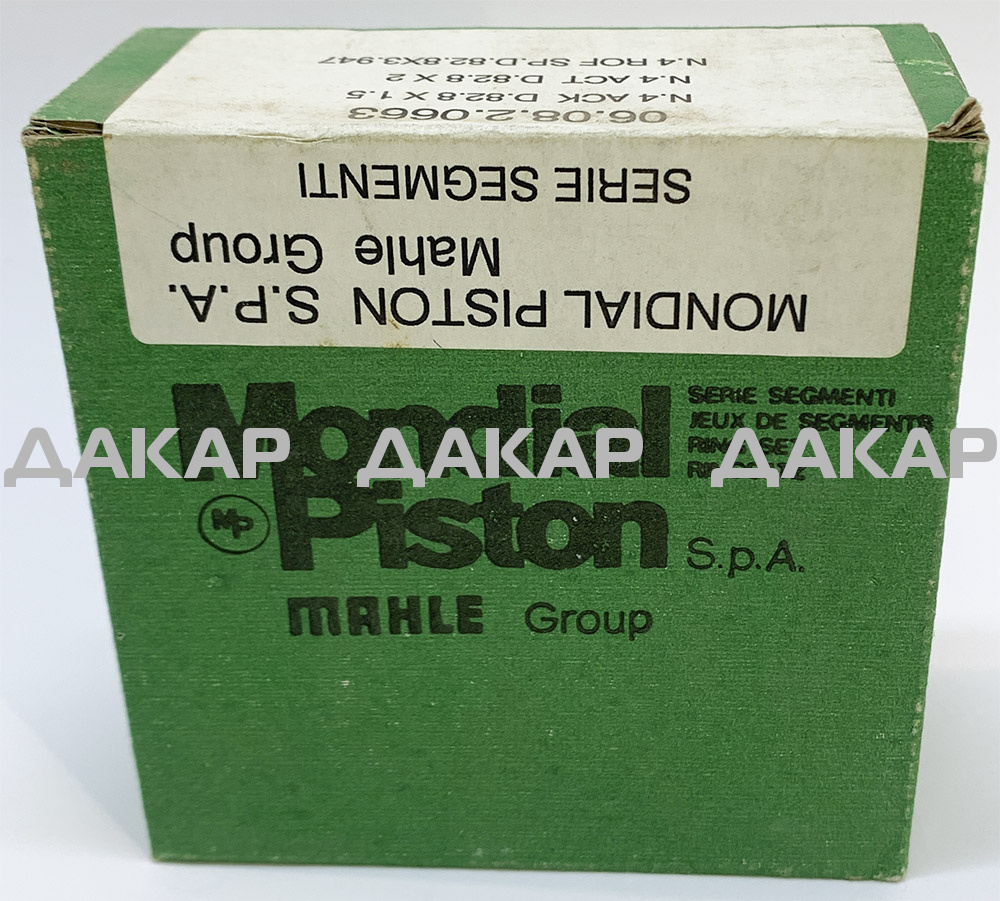 MONDIAL PISTON S.P.A.
Mahle Group
SERIE SEGMENTI
06.08.2.0663
N.4 ACK D.82.8 X 1.5
N.4 ACT D.82.8 X 2
N.4 ROF SP.D.82.8X3.947
Mondial
Piston S.p.A.
MP
SERIE SEGMENTI
JEUX DE SEGMENTS
MAHLE Group
ДАКАР ДАКАР ДАКАР